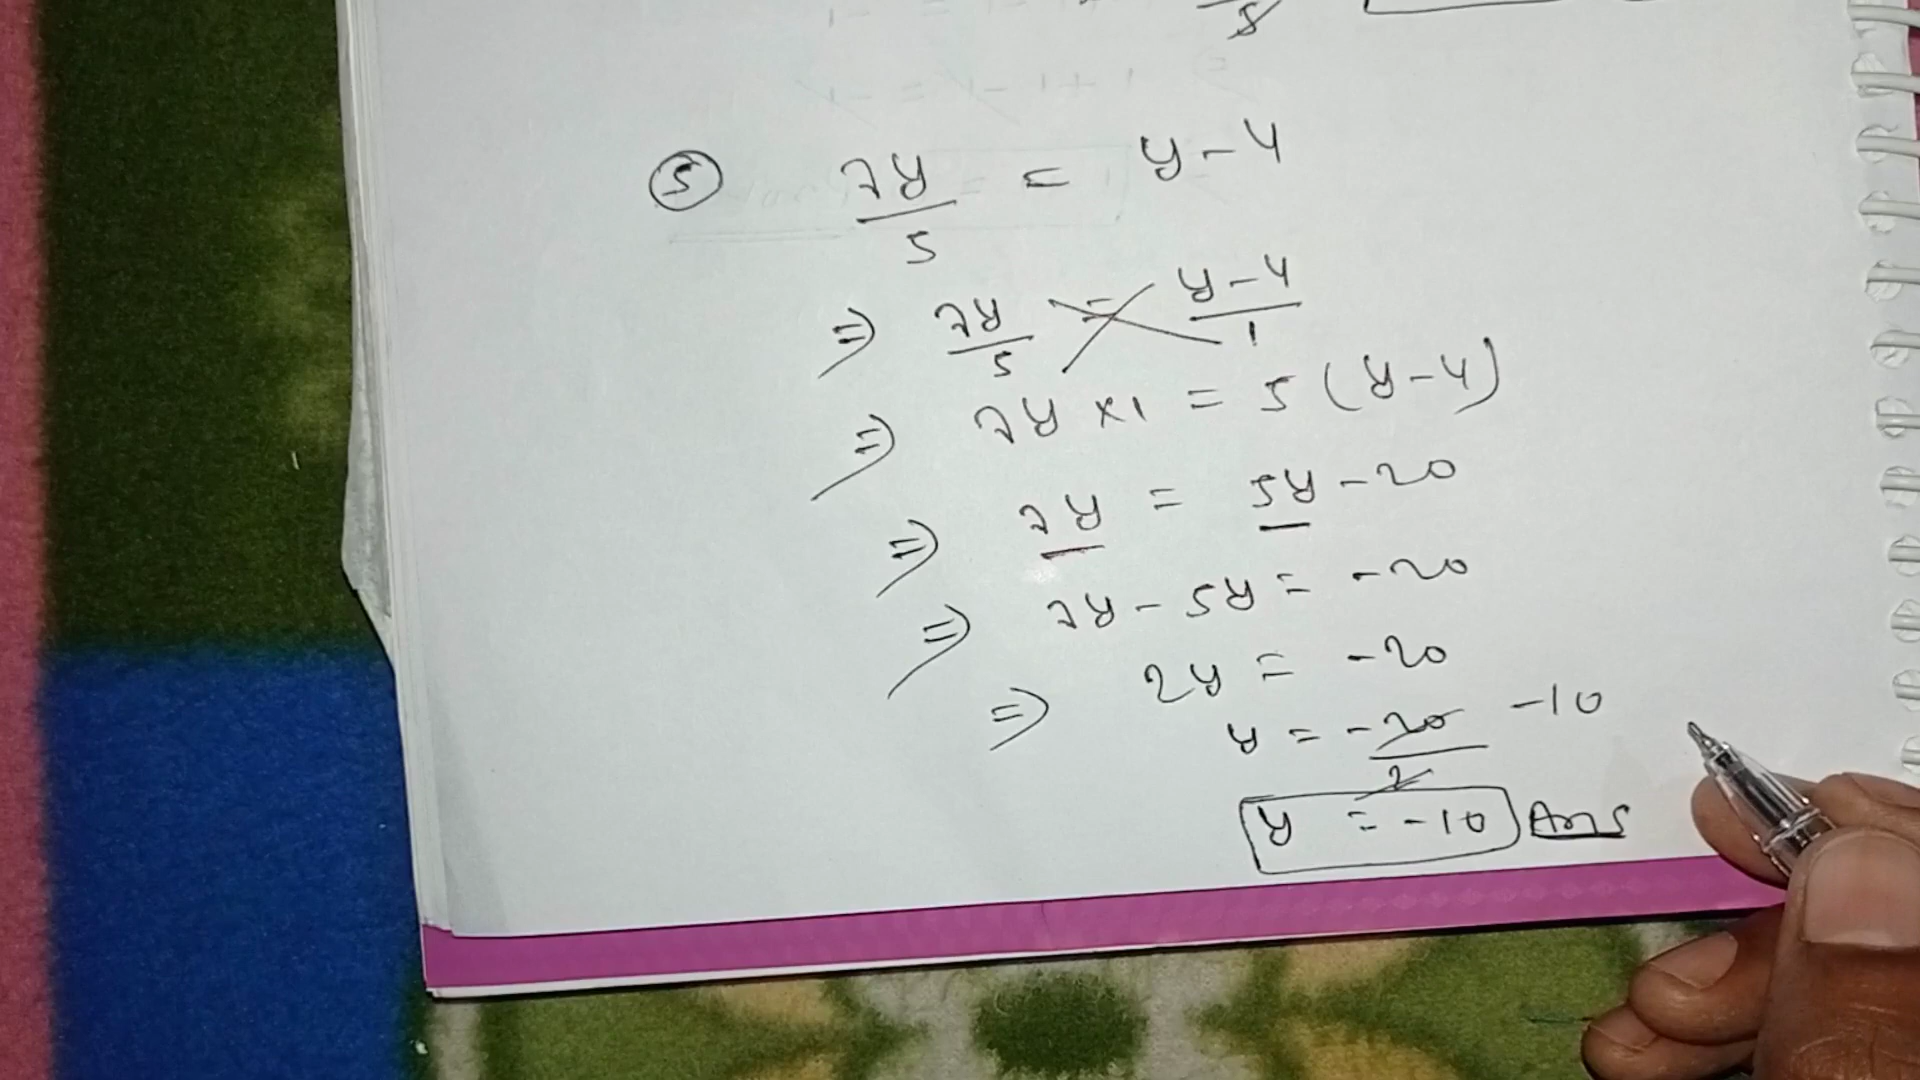 ⑤ 7y/5 = y-4
⇒ 7y/5 = y-4/1
⇒ 7y×1 = 5(y-4)
⇒ 7y = 5y-20
⇒ 7y-5y = -20
⇒ 2y = -20
y = -20/2 -10
y = -10 Ans